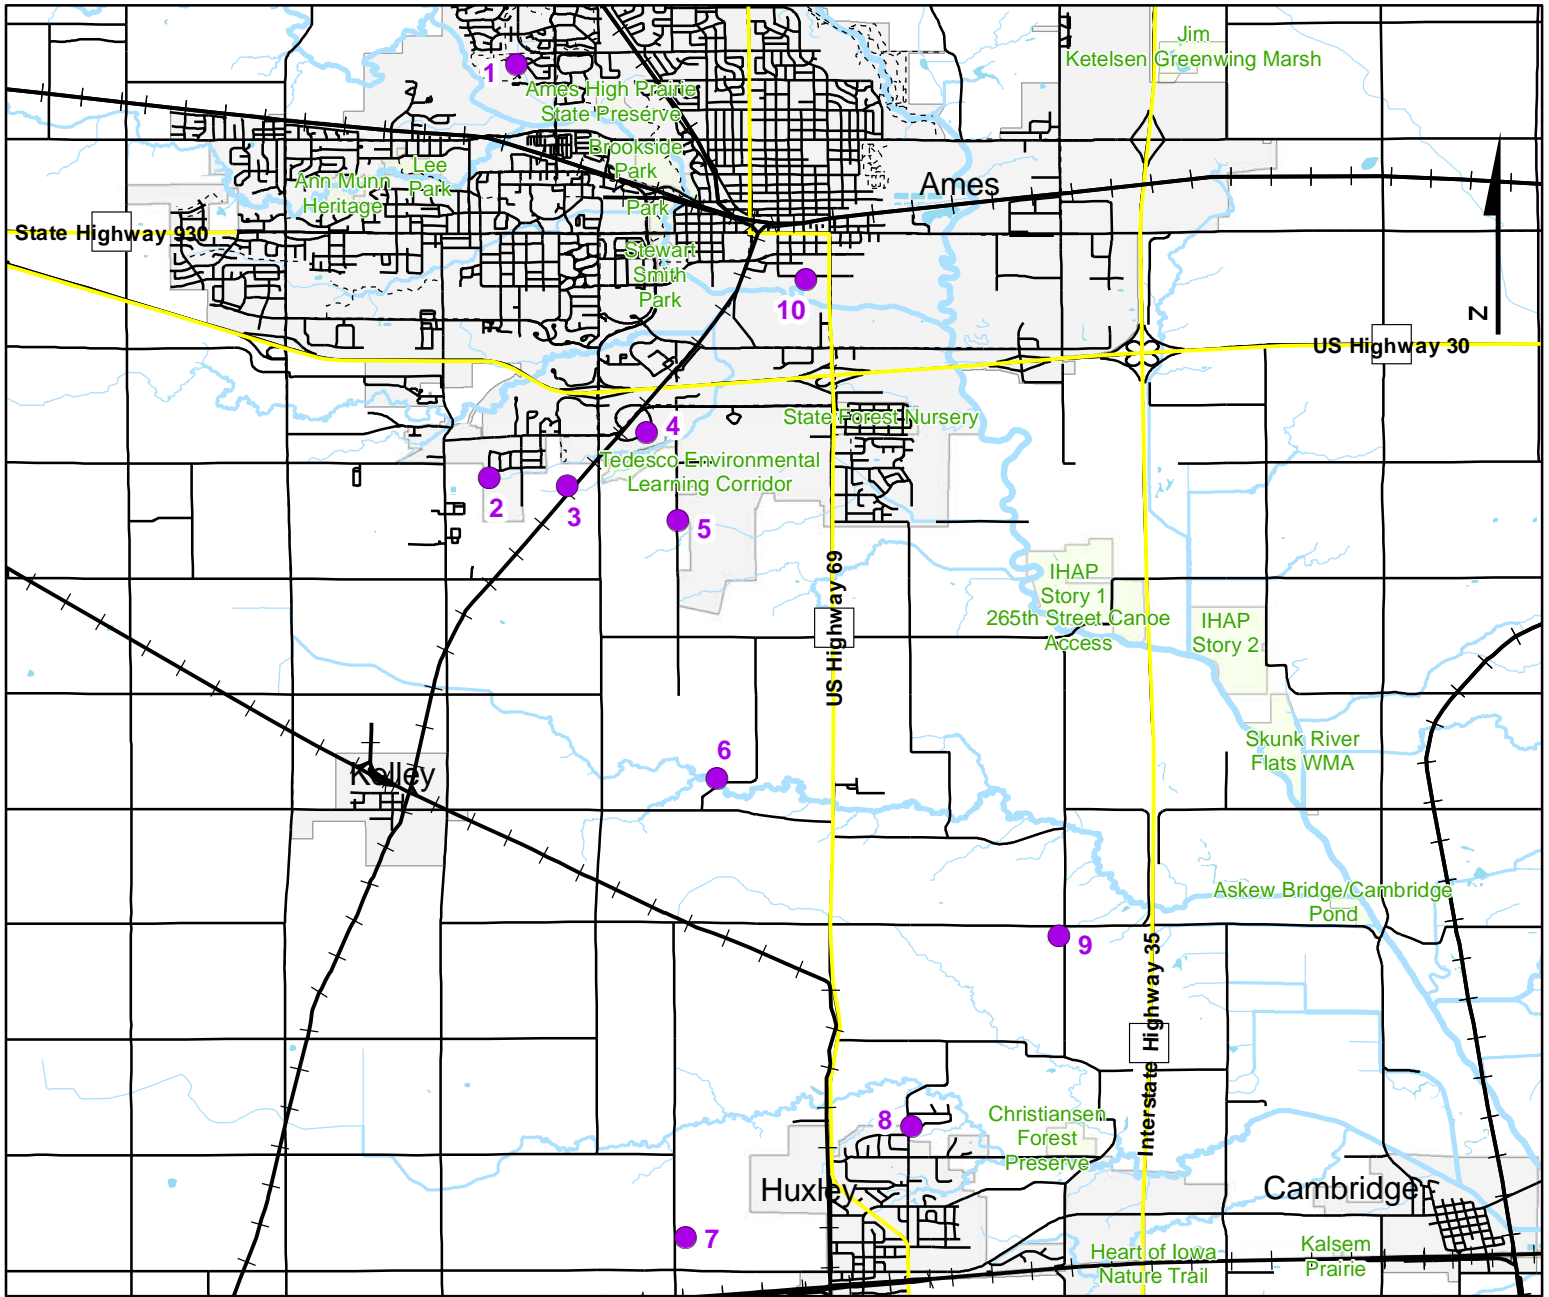 Jim
Ketelsen Greenwing Marsh
1
Ames High Prairie
State Preserve
Brookside
Park
Lee
Park
Ann Munn
Heritage
Park
Ames
State Highway 930
Stewart
Smith
Park
10
N
US Highway 30
State Forest Nursery
4
Tedesco Environmental
Learning Corridor
2
3
5
US Highway 69
IHAP
Story 1
265th Street Canoe
Access
IHAP
Story 2
Skunk River
Flats WMA
6
Kelley
Askew Bridge/Cambridge
Pond
9
Interstate Highway 35
8
Christiansen
Forest
Preserve
Huxley
Cambridge
7
Heart of Iowa
Nature Trail
Kalsem
Prairie